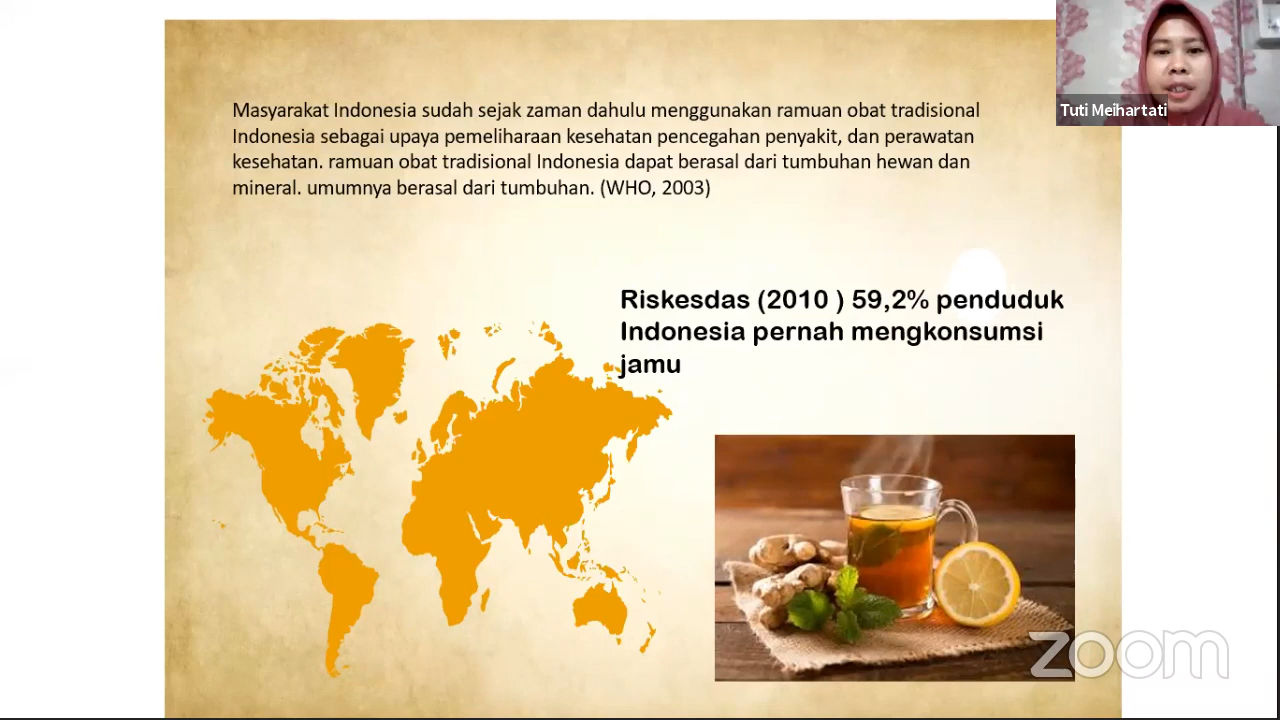 Tuti Meihartati
Masyarakat Indonesia sudah sejak zaman dahulu menggunakan ramuan obat tradisional
Indonesia sebagai upaya pemeliharaan kesehatan pencegahan penyakit, dan perawatan
kesehatan. ramuan obat tradisional Indonesia dapat berasal dari tumbuhan hewan dan
mineral. umumnya berasal dari tumbuhan. (WHO, 2003)
Riskesdas (2010 ) 59,2% penduduk
Indonesia pernah mengkonsumsi
jamu
zoom